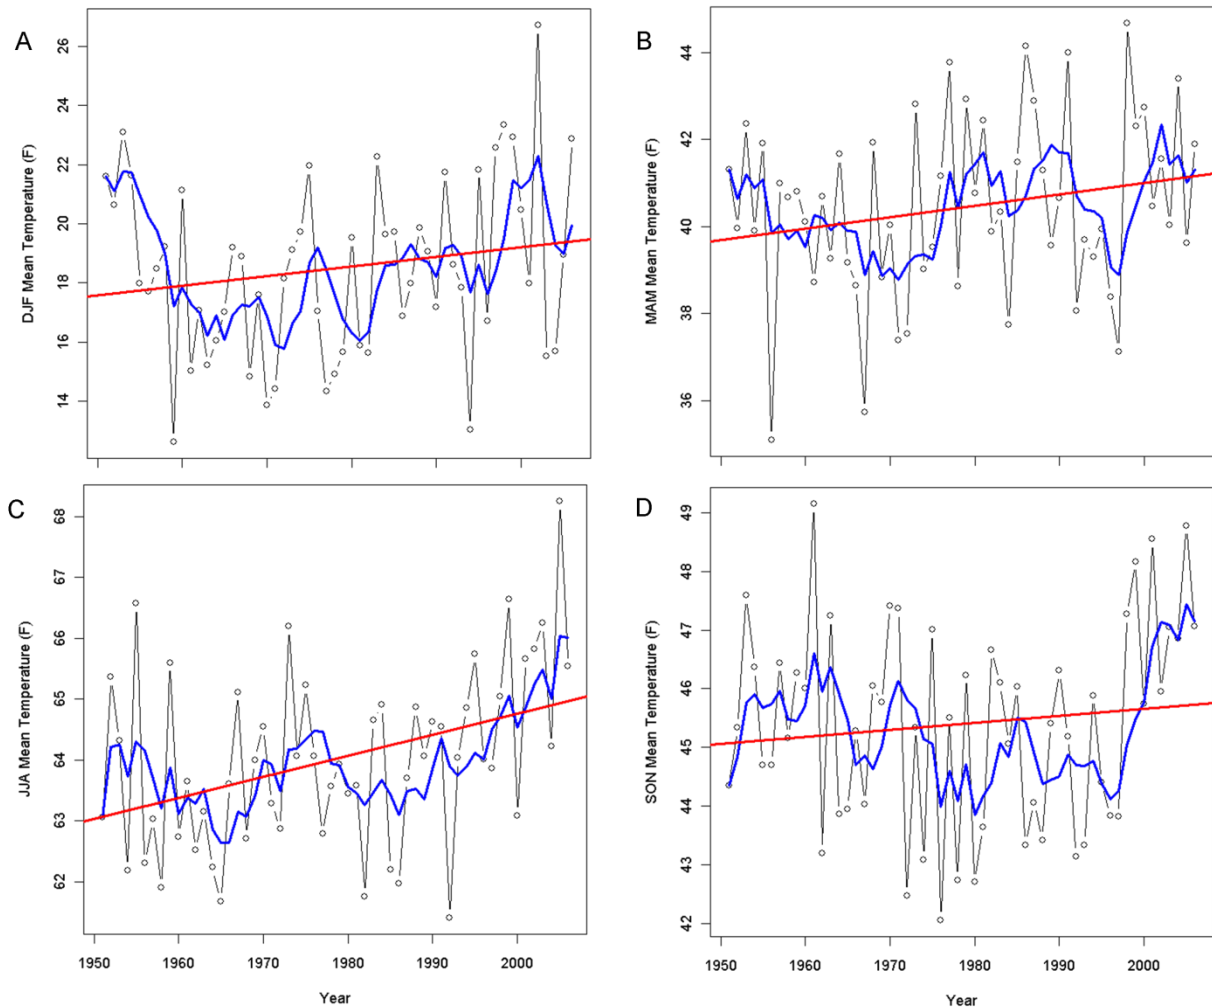 A
DJF Mean Temperature (F)
26
24
22
20
18
16
14
B
MAM Mean Temperature (F)
44
42
40
38
36
C
JJA Mean Temperature (F)
68
67
66
65
64
63
62
1950 1960 1970 1980 1990 2000
Year
D
SON Mean Temperature (F)
49
48
47
46
45
44
43
42
1950 1960 1970 1980 1990 2000
Year